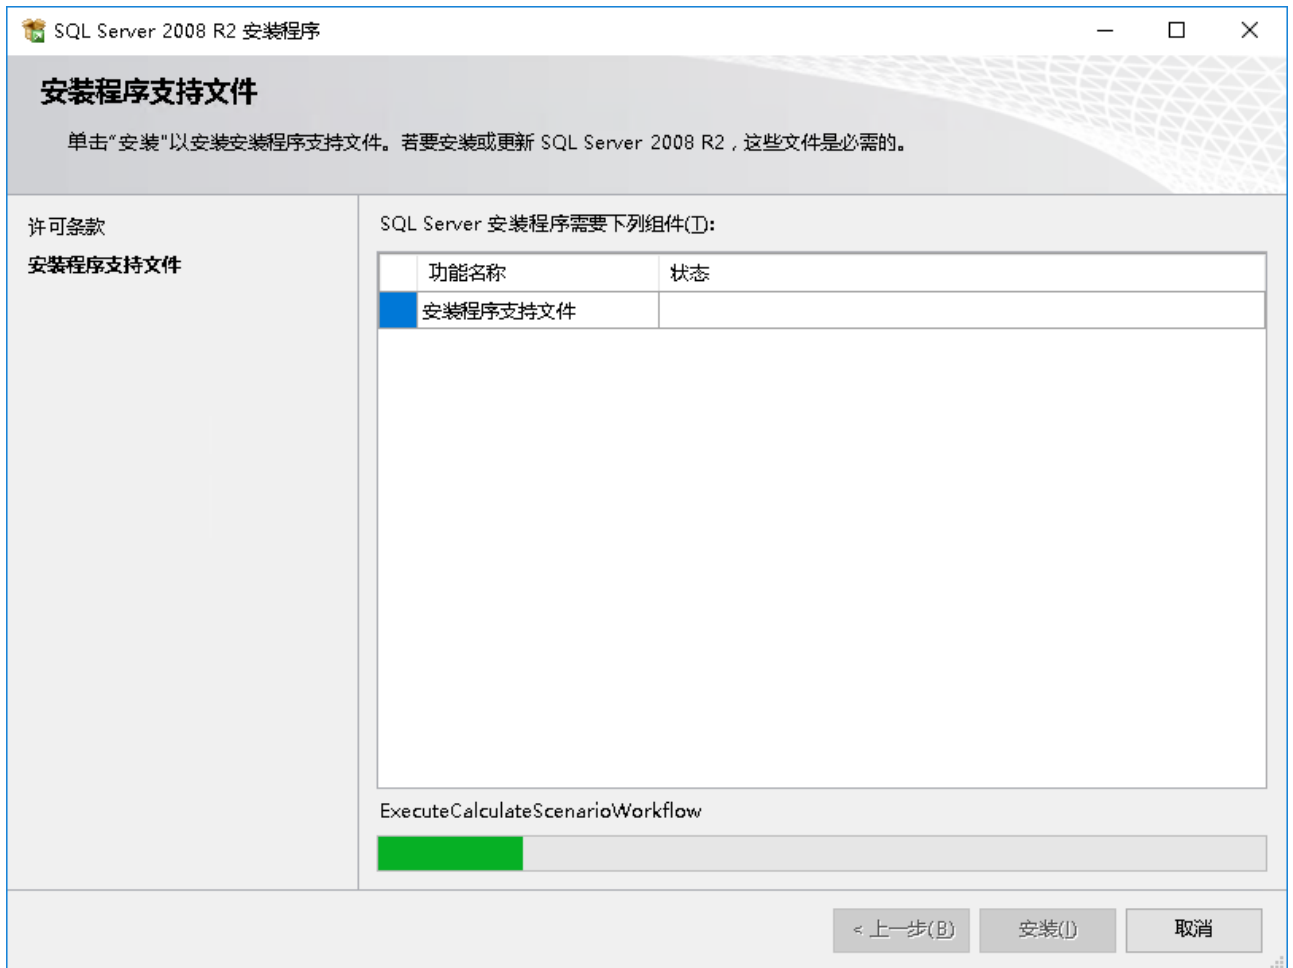 SQL Server 2008 R2 安装程序
安装程序支持文件
单击“安装”以安装安装程序支持文件。若要安装或更新 SQL Server 2008 R2，这些文件是必需的。
许可条款
安装程序支持文件
SQL Server 安装程序需要下列组件(T):
功能名称 状态
安装程序支持文件
ExecuteCalculateScenarioWorkflow
< 上一步(B) 安装(I) 取消